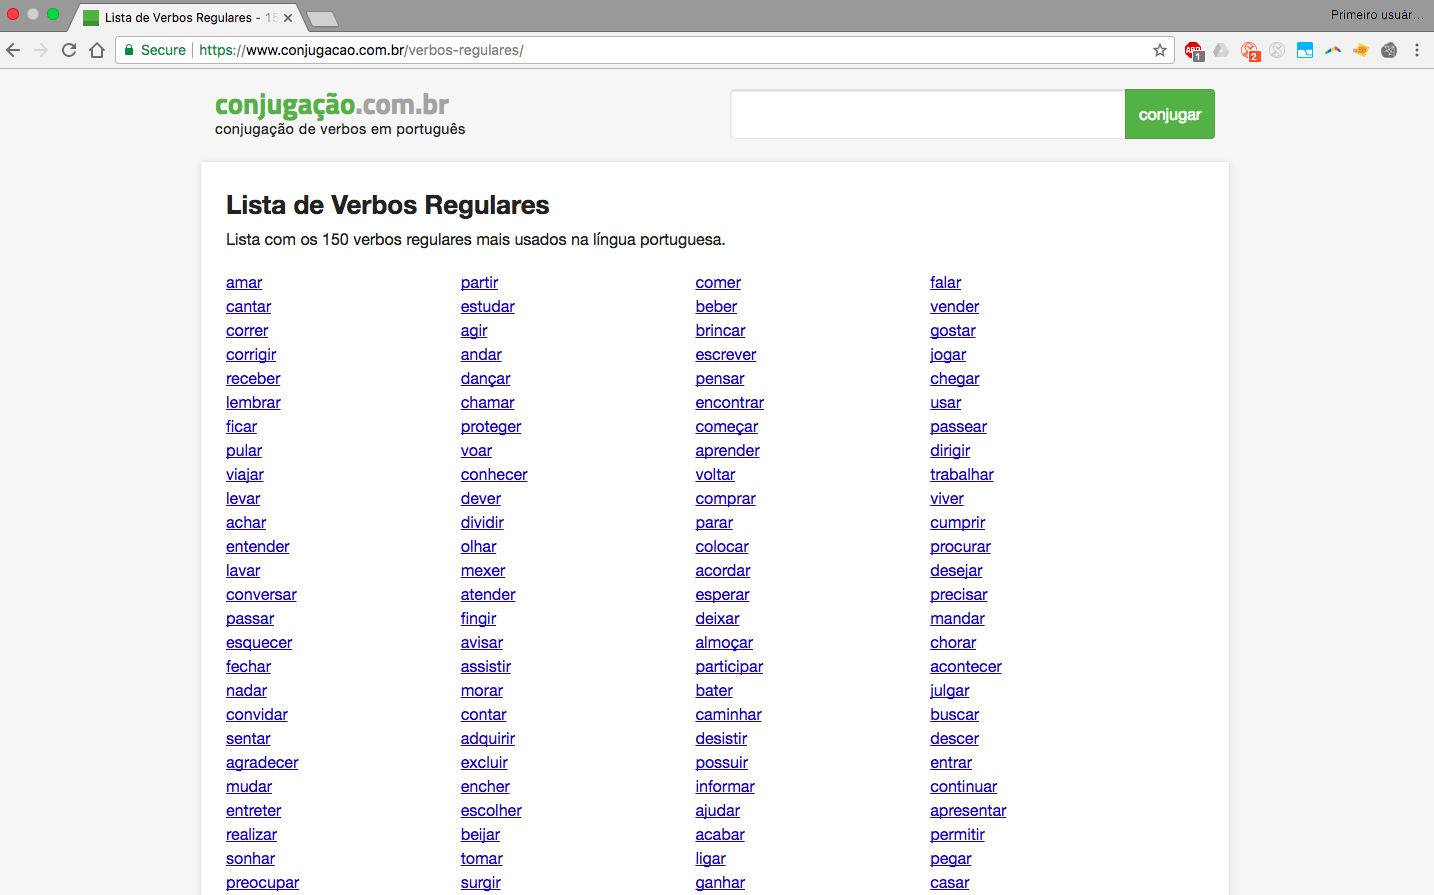 Lista de Verbos Regulares - 15
Primeiro usuár...
Secure https://www.conjugacao.com.br/verbos-regulares/
ABP 1 2
conjugação.com.br
conjugação de verbos em português
conjugar
Lista de Verbos Regulares
Lista com os 150 verbos regulares mais usados na língua portuguesa.
amar partir comer falar
cantar estudar beber vender
correr agir brincar gostar
corrigir andar escrever jogar
receber dançar pensar chegar
lembrar chamar encontrar usar
ficar proteger começar passear
pular voar aprender dirigir
viajar conhecer voltar trabalhar
levar dever comprar viver
achar dividir parar cumprir
entender olhar colocar procurar
lavar mexer acordar desejar
conversar atender esperar precisar
passar fingir deixar mandar
esquecer avisar almoçar chorar
fechar assistir participar acontecer
nadar morar bater julgar
convidar contar caminhar buscar
sentar adquirir desistir descer
agradecer excluir possuir entrar
mudar encher informar continuar
entreter escolher ajudar apresentar
realizar beijar acabar permitir
sonhar tomar ligar pegar
preocupar surgir ganhar casar